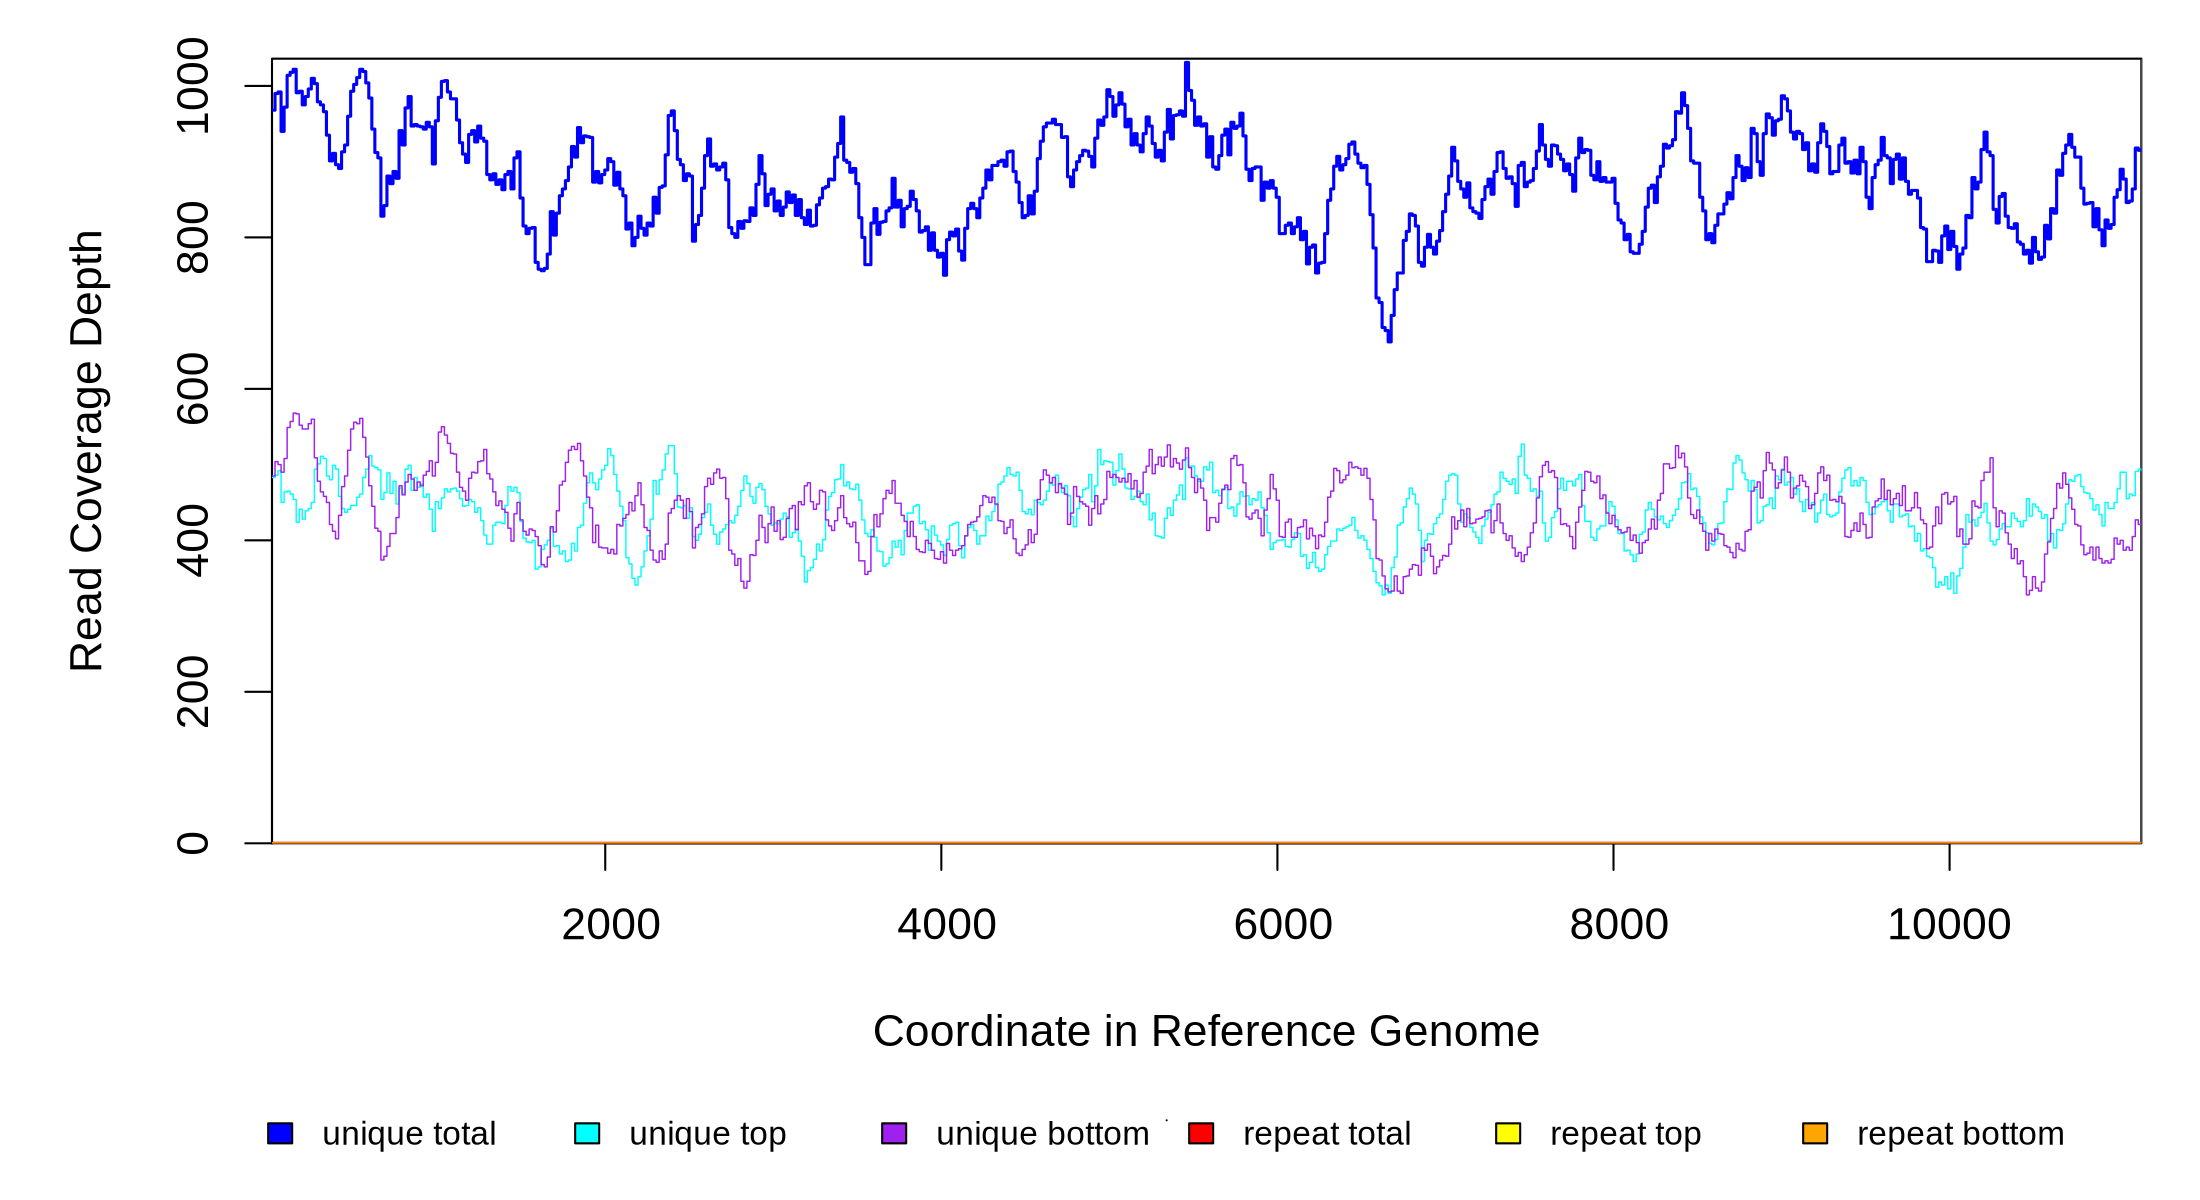 1000
800
600
400
200
0
Read Coverage Depth
2000 4000 6000 8000 10000
Coordinate in Reference Genome
unique total unique top unique bottom repeat total repeat top repeat bottom